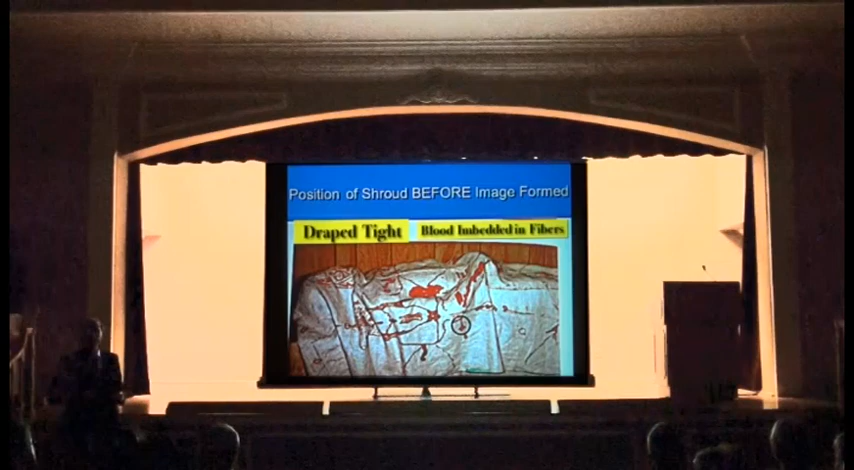 Position of Shroud BEFORE Image Formed
Draped Tight
Blood Imbedded in Fibers